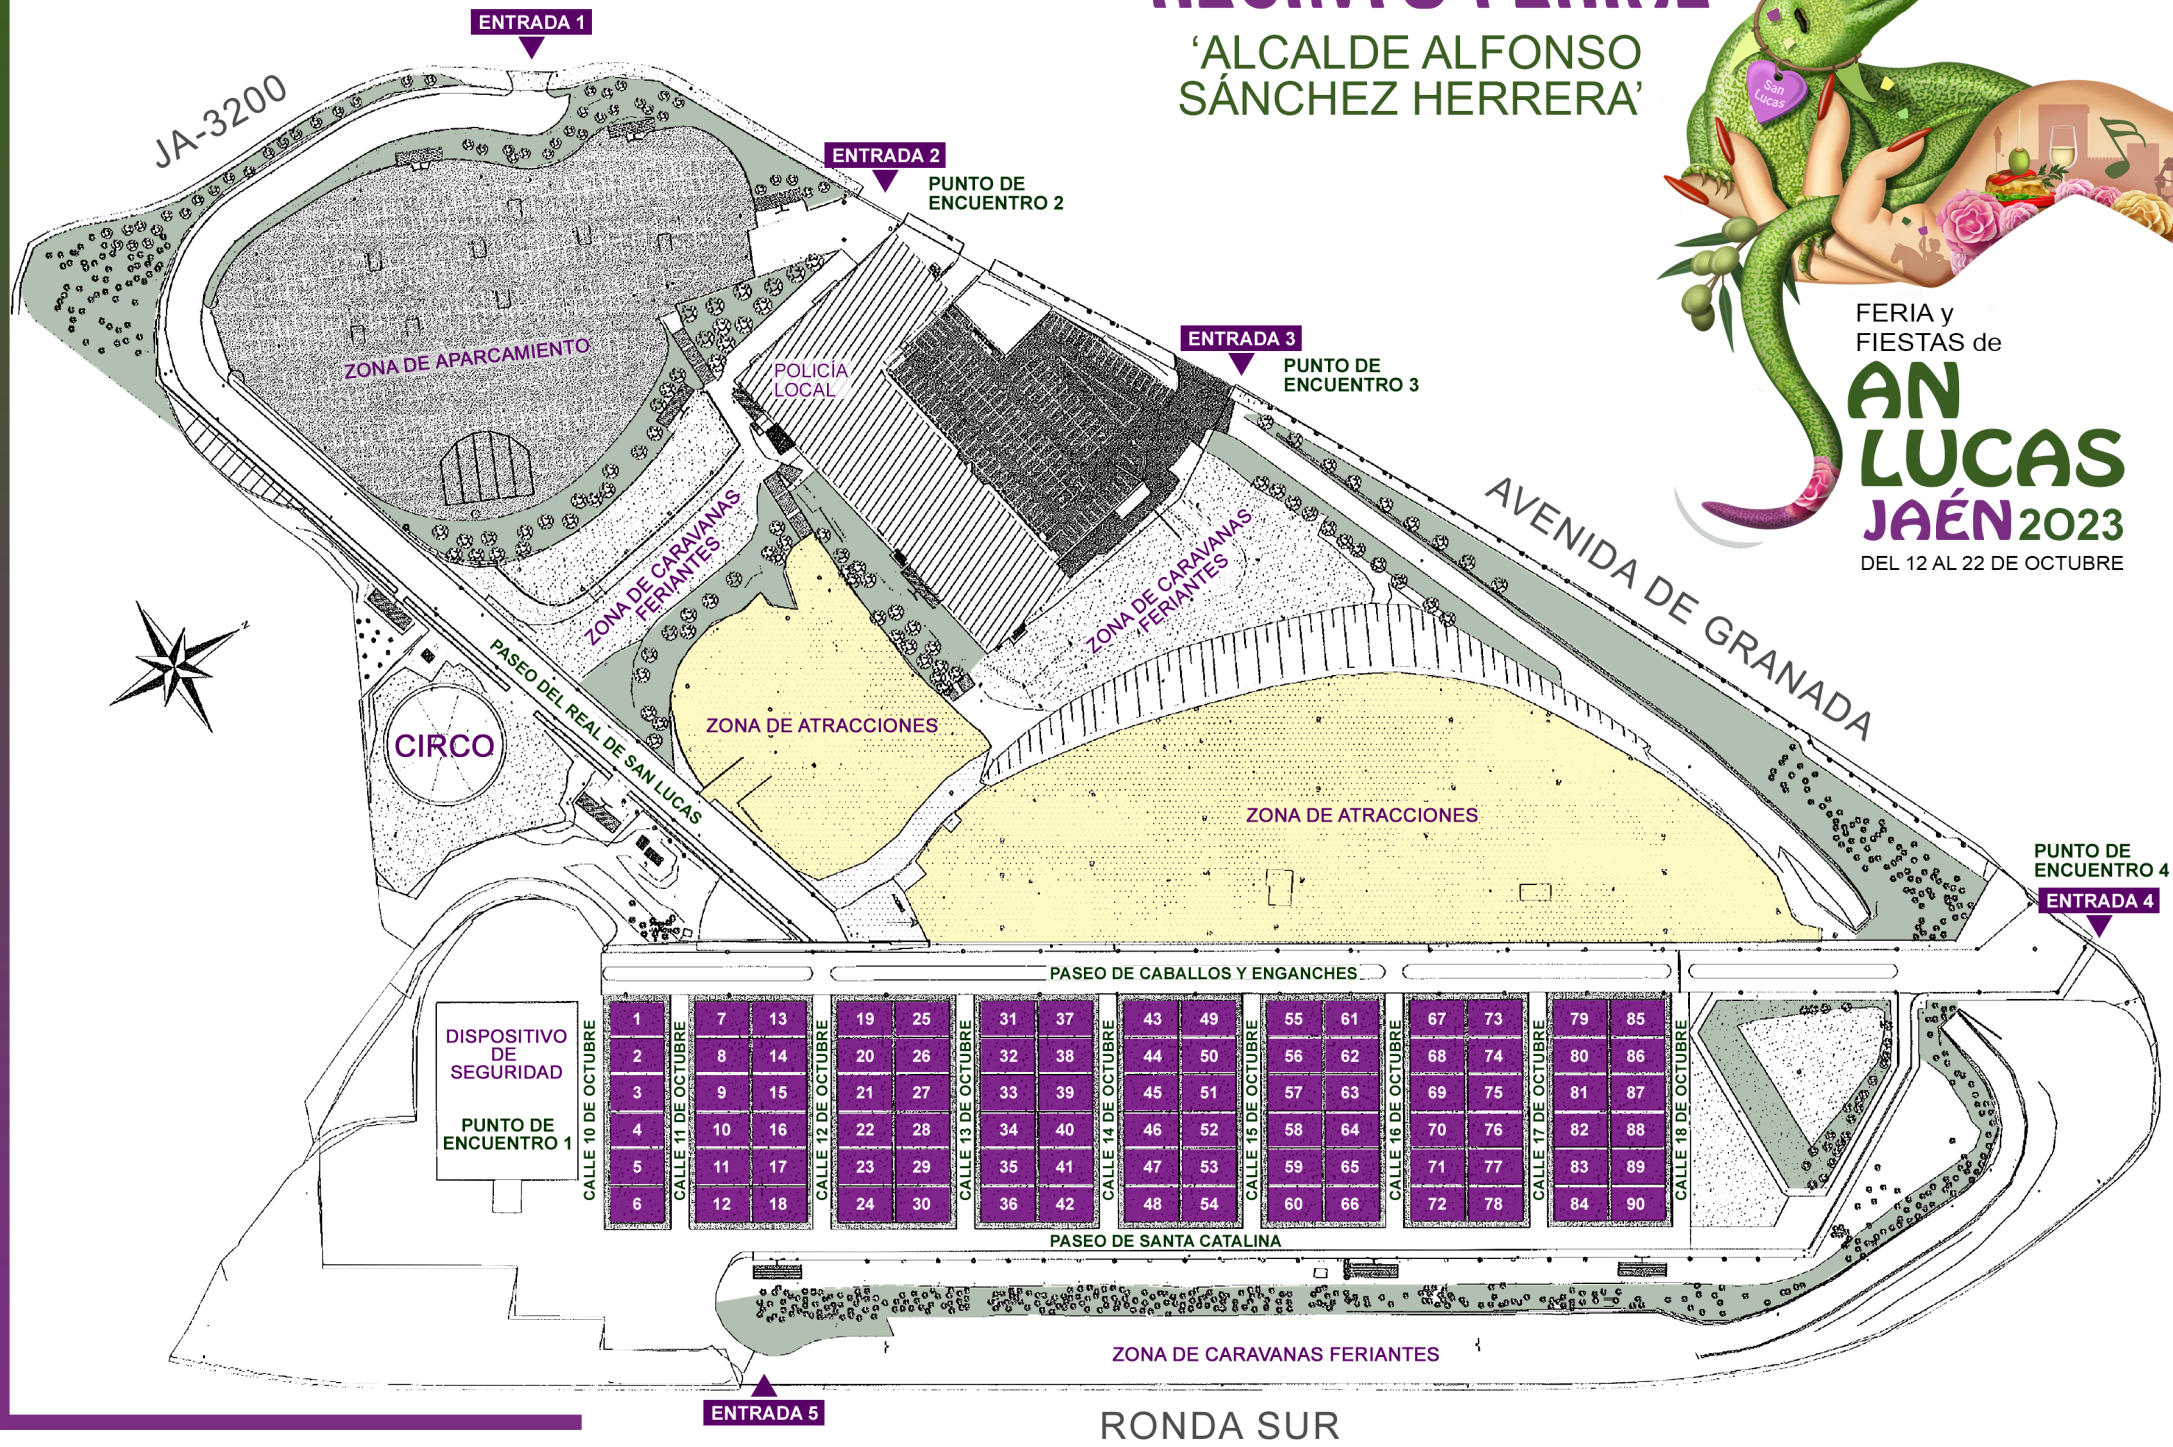 ‘ALCALDE ALFONSO
SÁNCHEZ HERRERA’
San
Lucas
FERIA y
FIESTAS de
SAN
LUCAS
JAÉN 2023
DEL 12 AL 22 DE OCTUBRE
ENTRADA 1
JA-3200
ENTRADA 2
PUNTO DE
ENCUENTRO 2
ENTRADA 3
PUNTO DE
ENCUENTRO 3
ZONA DE APARCAMIENTO
POLICÍA
LOCAL
AVENIDA DE GRANADA
ZONA DE CARAVANAS
FERIANTES
ZONA DE CARAVANAS
FERIANTES
N
PASEO DEL REAL DE SAN LUCAS
CIRCO
ZONA DE ATRACCIONES
ZONA DE ATRACCIONES
PUNTO DE
ENCUENTRO 4
ENTRADA 4
PASEO DE CABALLOS Y ENGANCHES
DISPOSITIVO
DE
SEGURIDAD
PUNTO DE
ENCUENTRO 1
CALLE 10 DE OCTUBRE
CALLE 11 DE OCTUBRE
CALLE 12 DE OCTUBRE
CALLE 13 DE OCTUBRE
CALLE 14 DE OCTUBRE
CALLE 15 DE OCTUBRE
CALLE 16 DE OCTUBRE
CALLE 17 DE OCTUBRE
CALLE 18 DE OCTUBRE
1 7 13 19 25 31 37 43 49 55 61 67 73 79 85
2 8 14 20 26 32 38 44 50 56 62 68 74 80 86
3 9 15 21 27 33 39 45 51 57 63 69 75 81 87
4 10 16 22 28 34 40 46 52 58 64 70 76 82 88
5 11 17 23 29 35 41 47 53 59 65 71 77 83 89
6 12 18 24 30 36 42 48 54 60 66 72 78 84 90
PASEO DE SANTA CATALINA
ZONA DE CARAVANAS FERIANTES
ENTRADA 5
RONDA SUR